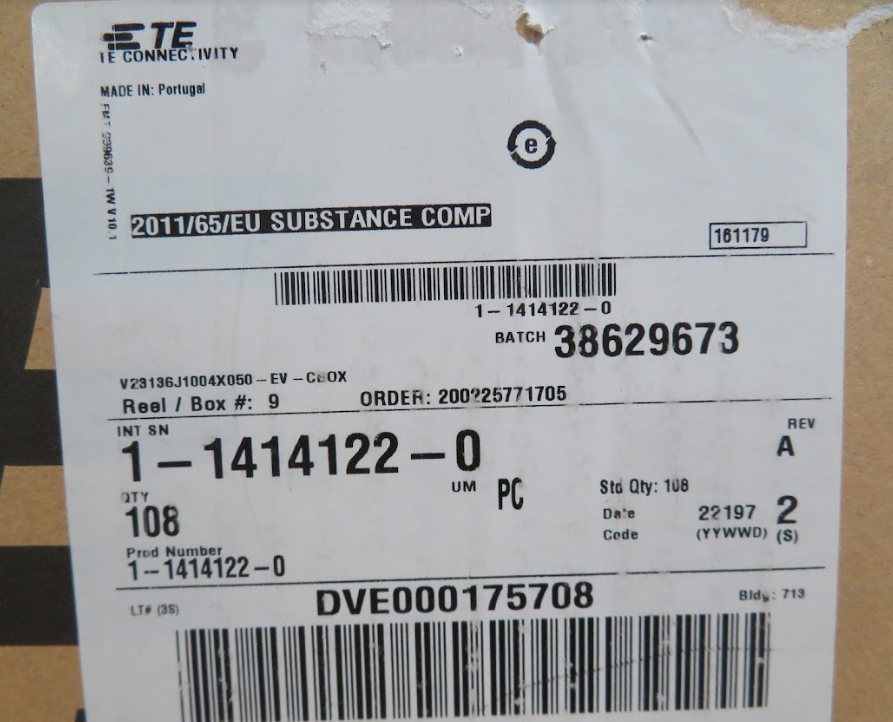 TE
TE CONNECTIVITY
MADE IN: Portugal
e
2011/65/EU SUBSTANCE COMP
161179
1-1414122-0
BATCH 38629673
V23136J1004X050-EV-CBOX
Reel / Box #: 9 ORDER: 200225771705
INT SN
REV
1-1414122-0 A
UM PC
QTY
108
Std Qty: 108
Date 22197 2
Code (YYWWD) (S)
Prod Number
1-1414122-0
LT# (3S) DVE000175708 Bldg: 713